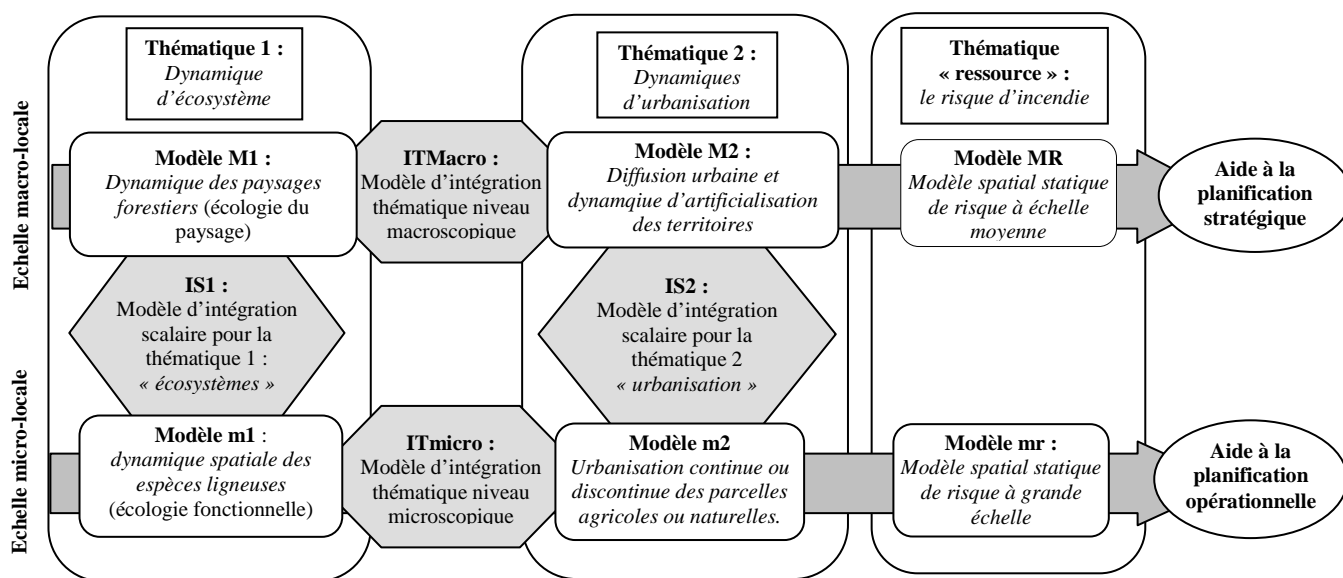 Thématique 1 :
Dynamique
d’écosystème
Thématique 2 :
Dynamiques
d’urbanisation
Thématique
« ressource » :
le risque d’incendie
Echelle macro-locale
Modèle M1 :
Dynamique des paysages
forestiers (écologie du
paysage)
ITMacro :
Modèle d’intégration
thématique niveau
macroscopique
Modèle M2 :
Diffusion urbaine et
dynamqiue d’artificialisation
des territoires
Modèle MR
Modèle spatial statique
de risque à échelle
moyenne
Aide à la
planification
stratégique
IS1 :
Modèle d’intégration
scalaire pour la
thématique 1 :
« écosystèmes »
IS2 :
Modèle d’intégration
scalaire pour la
thématique 2
« urbanisation »
Echelle micro-locale
Modèle m1 :
dynamique spatiale des
espèces ligneuses
(écologie fonctionnelle)
ITmicro :
Modèle d’intégration
thématique niveau
microscopique
Modèle m2
Urbanisation continue ou
discontinue des parcelles
agricoles ou naturelles.
Modèle mr :
Modèle spatial statique
de risque à grande
échelle
Aide à la
planification
opérationnelle